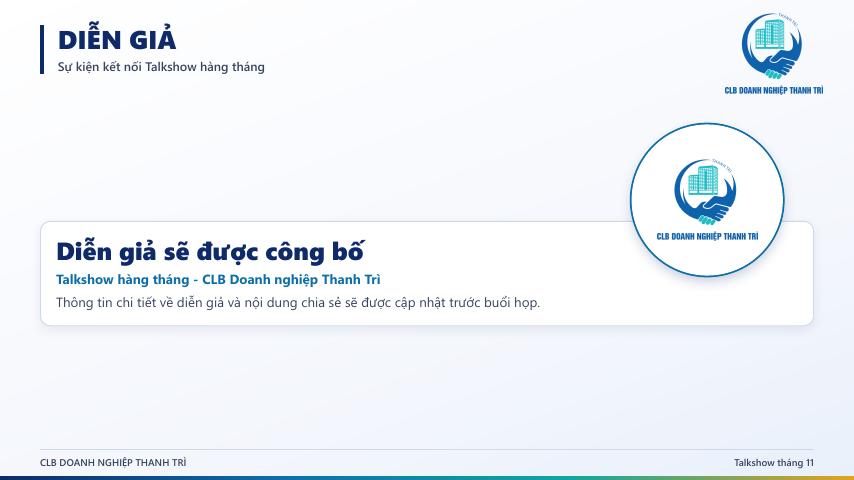 DIỄN GIẢ
Sự kiện kết nối Talkshow hàng tháng
THANH TRÌ
CLB DOANH NGHIỆP THANH TRÌ
THANH TRÌ
CLB DOANH NGHIỆP THANH TRÌ
Diễn giả sẽ được công bố
Talkshow hàng tháng - CLB Doanh nghiệp Thanh Trì
Thông tin chi tiết về diễn giả và nội dung chia sẻ sẽ được cập nhật trước buổi họp.
CLB DOANH NGHIỆP THANH TRÌ
Talkshow tháng 11